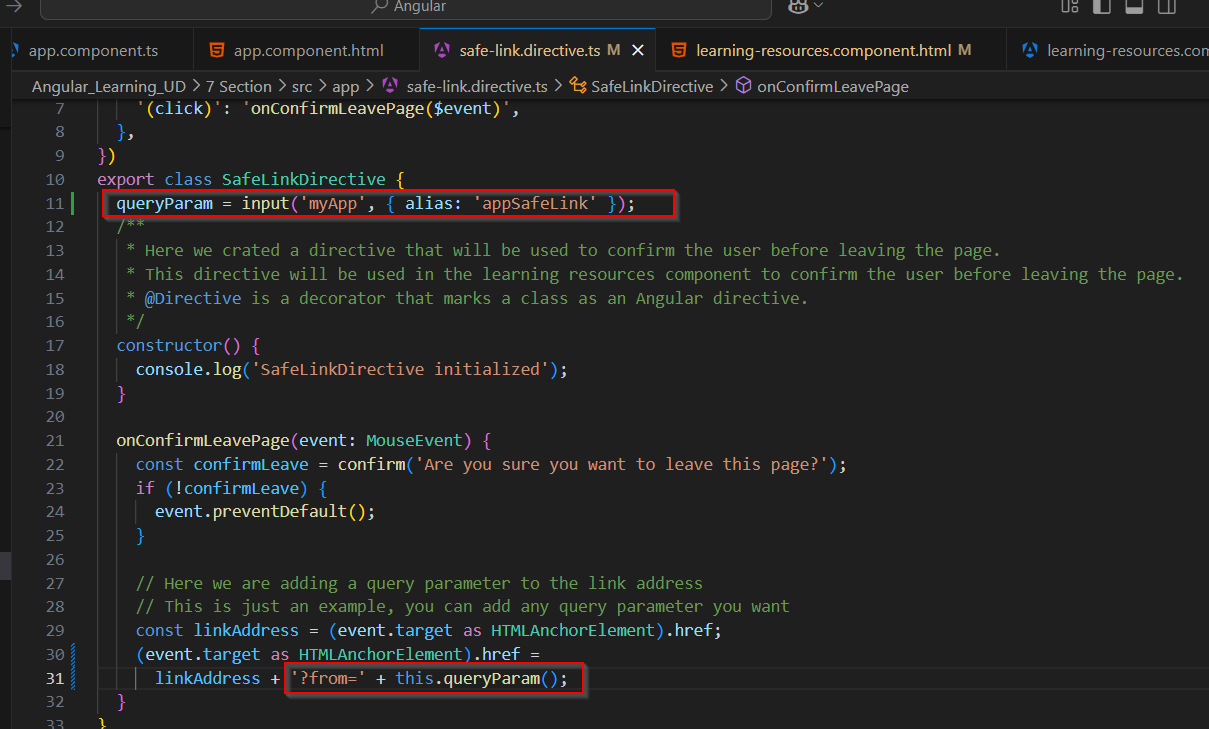 Angular
app.component.ts
app.component.html
safe-link.directive.ts M
learning-resources.component.html M
learning-resources.com
Angular_Learning_UD > 7 Section > src > app > safe-link.directive.ts > SafeLinkDirective > onConfirmLeavePage
7 '(click)': 'onConfirmLeavePage($event)',
8 },
9 })
10 export class SafeLinkDirective {
11 queryParam = input('myApp', { alias: 'appSafeLink' });
12 /**
13 * Here we crated a directive that will be used to confirm the user before leaving the page.
14 * This directive will be used in the learning resources component to confirm the user before leaving the page.
15 * @Directive is a decorator that marks a class as an Angular directive.
16 */
17 constructor() {
18 console.log('SafeLinkDirective initialized');
19 }
20
21 onConfirmLeavePage(event: MouseEvent) {
22 const confirmLeave = confirm('Are you sure you want to leave this page?');
23 if (!confirmLeave) {
24 event.preventDefault();
25 }
26
27 // Here we are adding a query parameter to the link address
28 // This is just an example, you can add any query parameter you want
29 const linkAddress = (event.target as HTMLAnchorElement).href;
30 (event.target as HTMLAnchorElement).href =
31 linkAddress + '?from=' + this.queryParam();
32 }
33 }